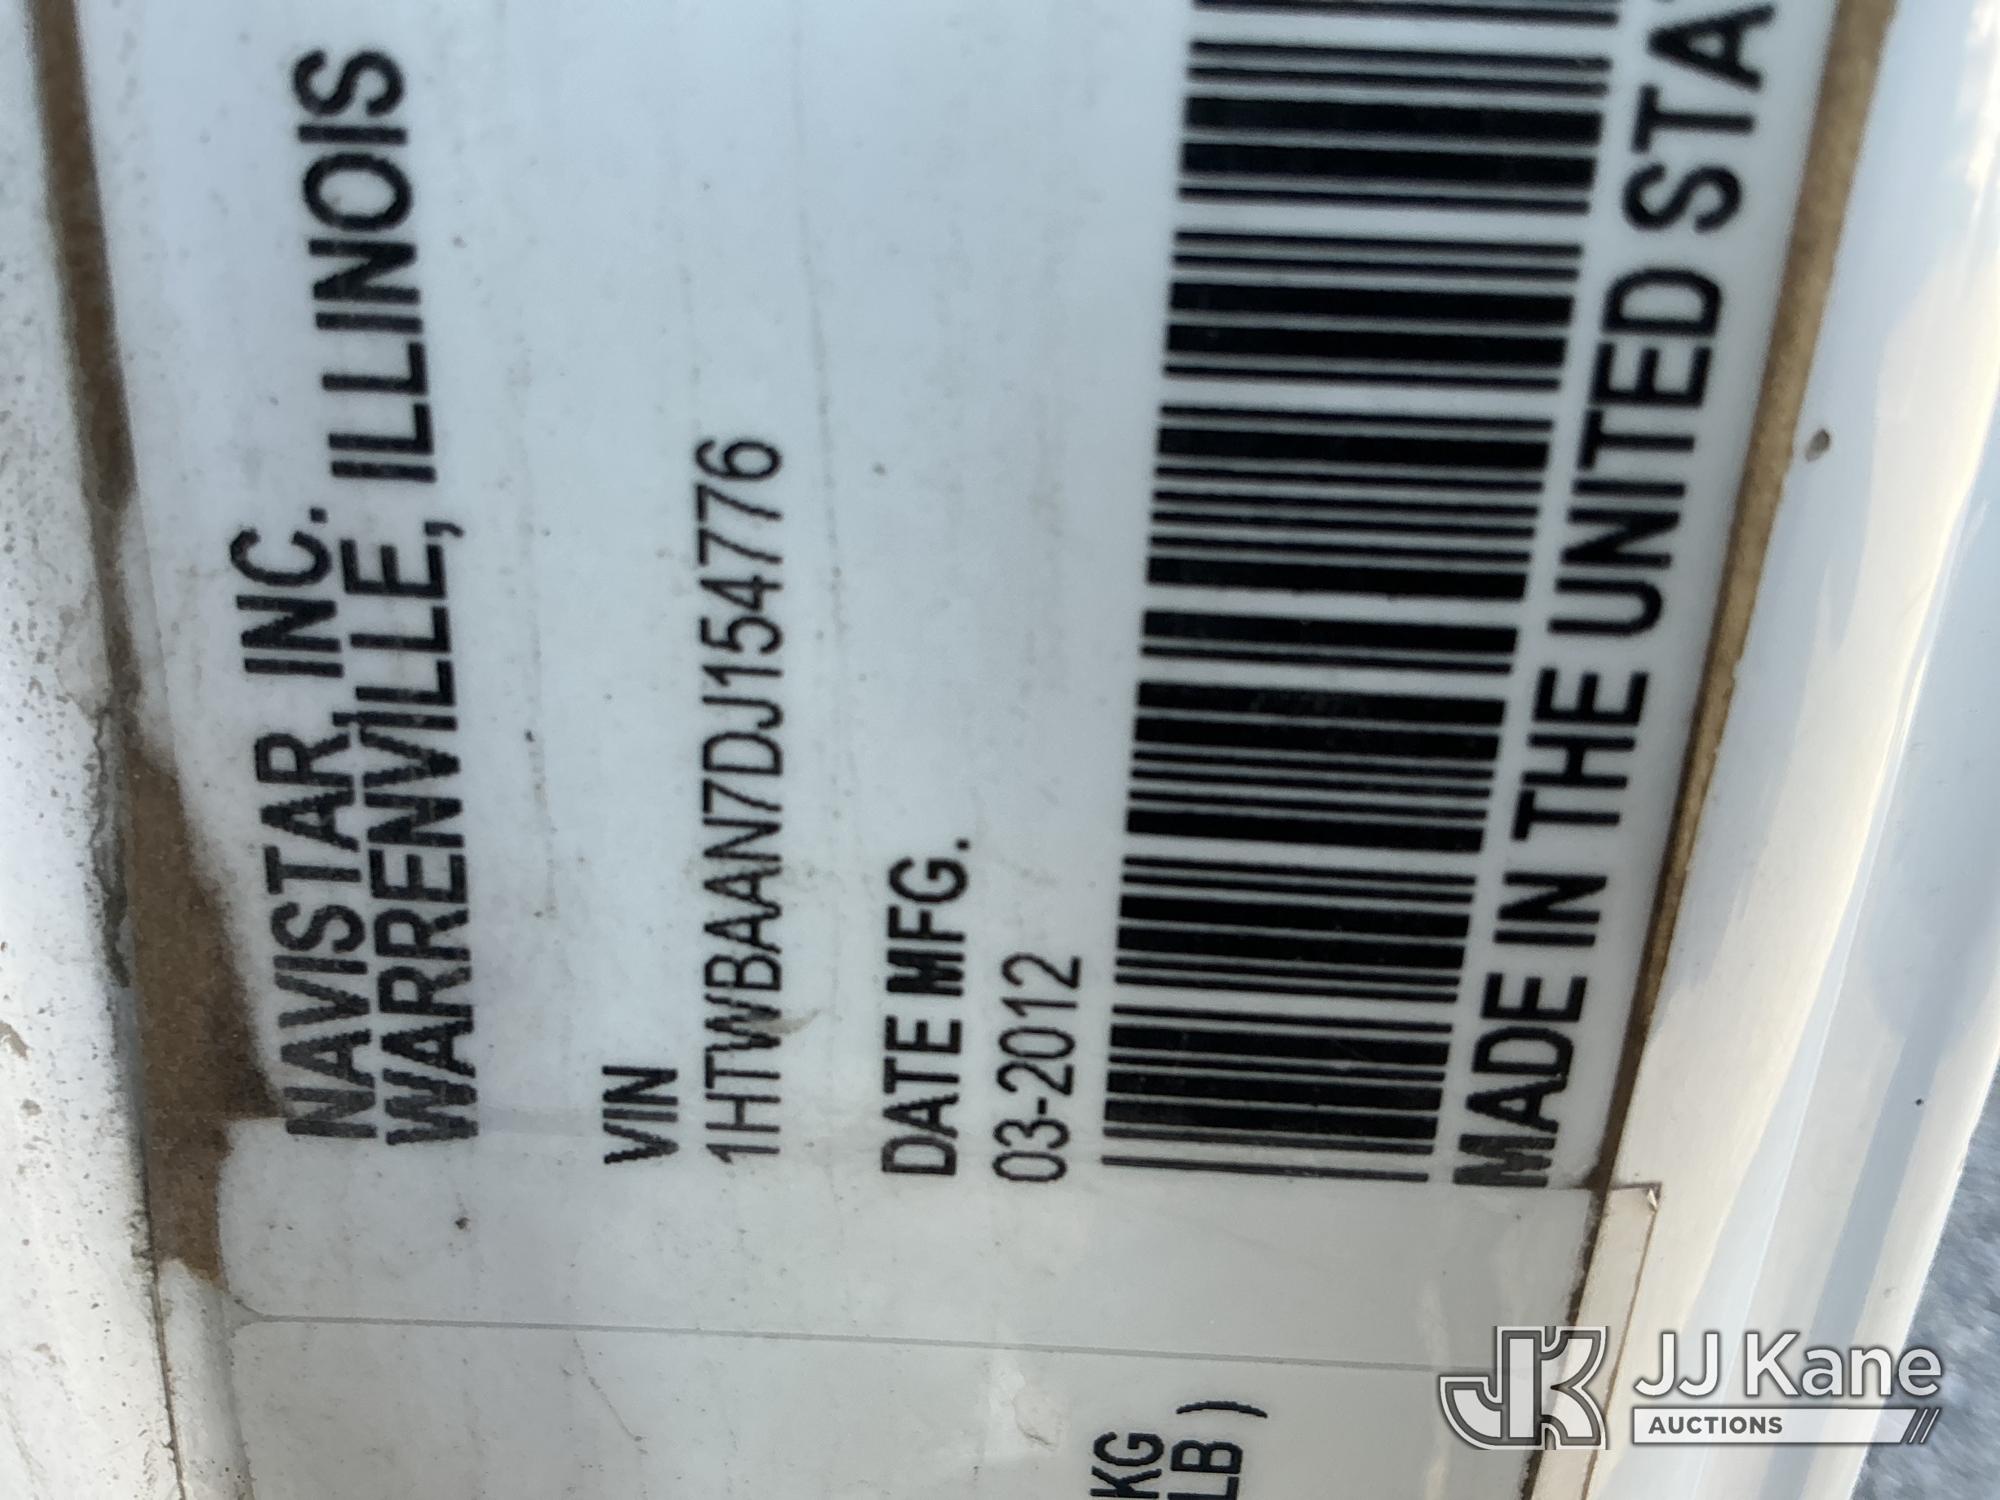 NAVISTAR, INC.
WARRENVILLE, ILLINOIS
VIN
1HTWBAAN7DJ154776
DATE MFG.
03-2012
MADE IN THE UNITED STA
KG
LB )
JK JJ Kane
AUCTIONS